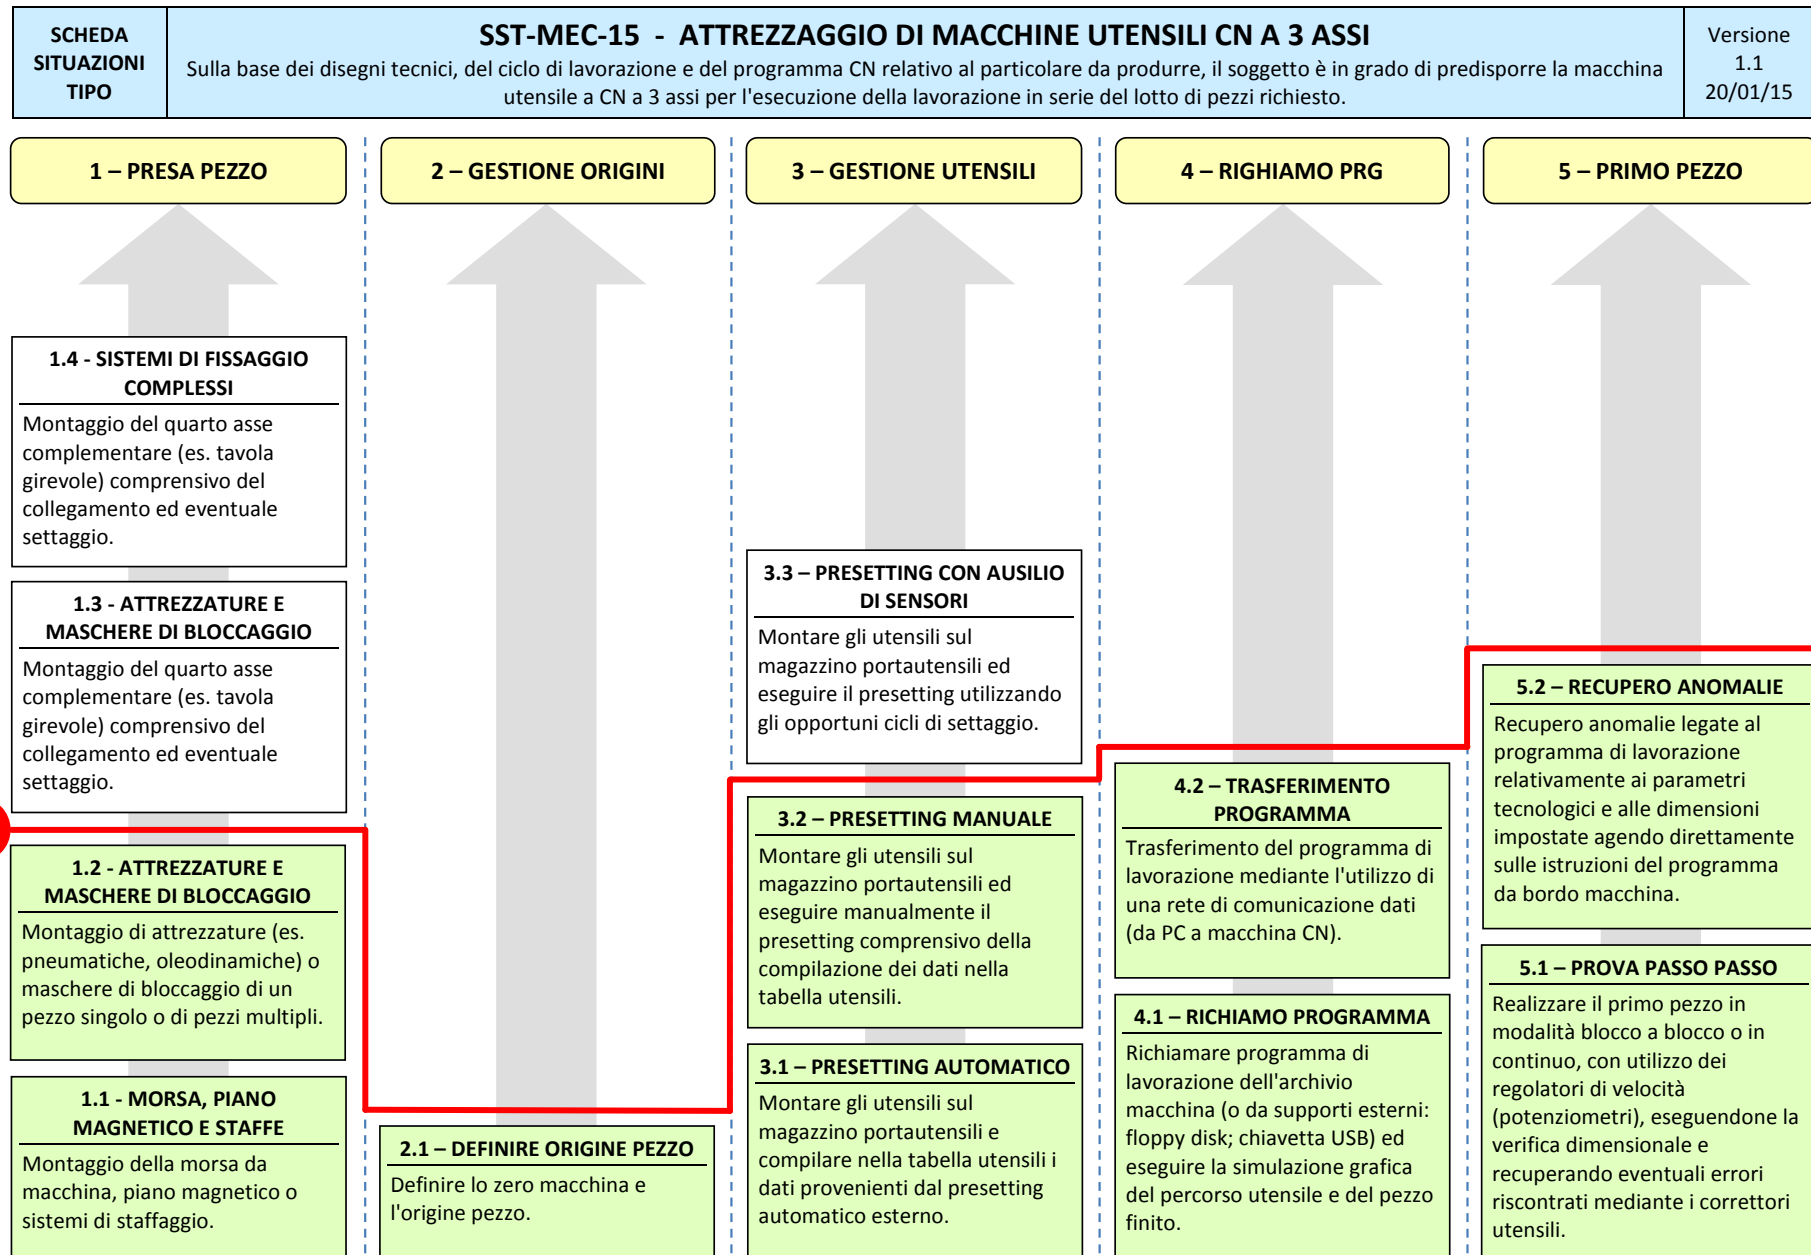 SCHEDA
SITUAZIONI
TIPO
SST-MEC-15 - ATTREZZAGGIO DI MACCHINE UTENSILI CN A 3 ASSI
Sulla base dei disegni tecnici, del ciclo di lavorazione e del programma CN relativo al particolare da produrre, il soggetto è in grado di predisporre la macchina
utensile a CN a 3 assi per l'esecuzione della lavorazione in serie del lotto di pezzi richiesto.
Versione
1.1
20/01/15
1 – PRESA PEZZO
2 – GESTIONE ORIGINI
3 – GESTIONE UTENSILI
4 – RIGHIAMO PRG
5 – PRIMO PEZZO
1.4 - SISTEMI DI FISSAGGIO
COMPLESSI
Montaggio del quarto asse
complementare (es. tavola
girevole) comprensivo del
collegamento ed eventuale
settaggio.
1.3 - ATTREZZATURE E
MASCHERE DI BLOCCAGGIO
Montaggio del quarto asse
complementare (es. tavola
girevole) comprensivo del
collegamento ed eventuale
settaggio.
1.2 - ATTREZZATURE E
MASCHERE DI BLOCCAGGIO
Montaggio di attrezzature (es.
pneumatiche, oleodinamiche) o
maschere di bloccaggio di un
pezzo singolo o di pezzi multipli.
1.1 - MORSA, PIANO
MAGNETICO E STAFFE
Montaggio della morsa da
macchina, piano magnetico o
sistemi di staffaggio.
2.1 – DEFINIRE ORIGINE PEZZO
Definire lo zero macchina e
l'origine pezzo.
3.3 – PRESETTING CON AUSILIO
DI SENSORI
Montare gli utensili sul
magazzino portautensili ed
eseguire il presetting utilizzando
gli opportuni cicli di settaggio.
3.2 – PRESETTING MANUALE
Montare gli utensili sul
magazzino portautensili ed
eseguire manualmente il
presetting comprensivo della
compilazione dei dati nella
tabella utensili.
3.1 – PRESETTING AUTOMATICO
Montare gli utensili sul
magazzino portautensili e
compilare nella tabella utensili i
dati provenienti dal presetting
automatico esterno.
4.2 – TRASFERIMENTO
PROGRAMMA
Trasferimento del programma di
lavorazione mediante l'utilizzo di
una rete di comunicazione dati
(da PC a macchina CN).
4.1 – RICHIAMO PROGRAMMA
Richiamare programma di
lavorazione dell'archivio
macchina (o da supporti esterni:
floppy disk; chiavetta USB) ed
eseguire la simulazione grafica
del percorso utensile e del pezzo
finito.
5.2 – RECUPERO ANOMALIE
Recupero anomalie legate al
programma di lavorazione
relativamente ai parametri
tecnologici e alle dimensioni
impostate agendo direttamente
sulle istruzioni del programma
da bordo macchina.
5.1 – PROVA PASSO PASSO
Realizzare il primo pezzo in
modalità blocco a blocco o in
continuo, con utilizzo dei
regolatori di velocità
(potenziometri), eseguendone la
verifica dimensionale e
recuperando eventuali errori
riscontrati mediante i correttori
utensili.